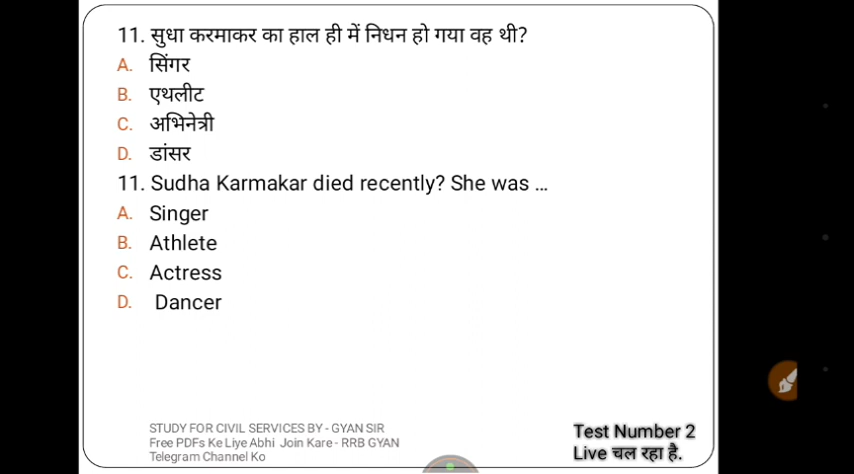 11. सुधा करमाकर का हाल ही में निधन हो गया वह थी?
A. सिंगर
B. एथलीट
C. अभिनेत्री
D. डांसर
11. Sudha Karmakar died recently? She was ...
A. Singer
B. Athlete
C. Actress
D. Dancer
STUDY FOR CIVIL SERVICES BY - GYAN SIR
Free PDFs Ke Liye Abhi Join Kare - RRB GYAN
Telegram Channel Ko
Test Number 2
Live चल रहा है.